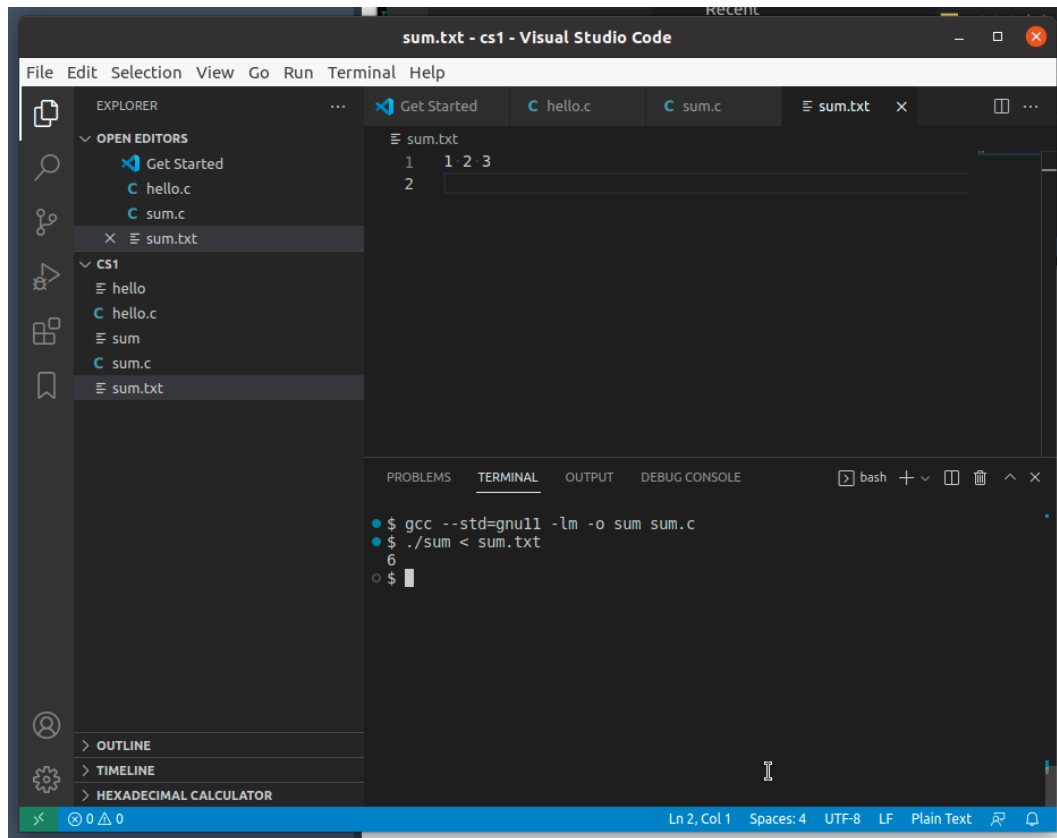 Recent
sum.txt - cs1 - Visual Studio Code
File Edit Selection View Go Run Terminal Help
EXPLORER
OPEN EDITORS
Get Started
C hello.c
C sum.c
sum.txt
CS1
hello
C hello.c
sum
C sum.c
sum.txt
OUTLINE
TIMELINE
HEXADECIMAL CALCULATOR
Get Started C hello.c C sum.c sum.txt
sum.txt
1 1·2·3
2
PROBLEMS TERMINAL OUTPUT DEBUG CONSOLE bash
$ gcc --std=gnu11 -lm -o sum sum.c
$ ./sum < sum.txt
6
$
0 0 Ln 2, Col 1 Spaces: 4 UTF-8 LF Plain Text